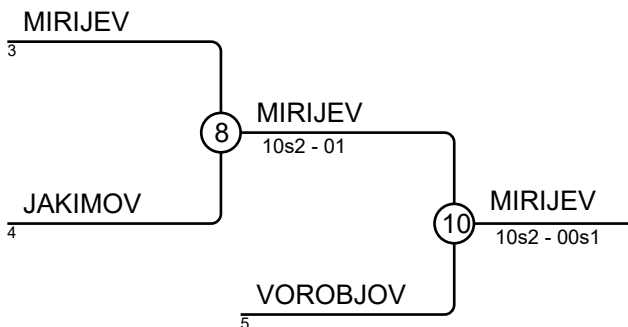 MIRIJEV
3
8
MIRIJEV
10s2 - 01
JAKIMOV
4
10
MIRIJEV
10s2 - 00s1
VOROBJOV
5